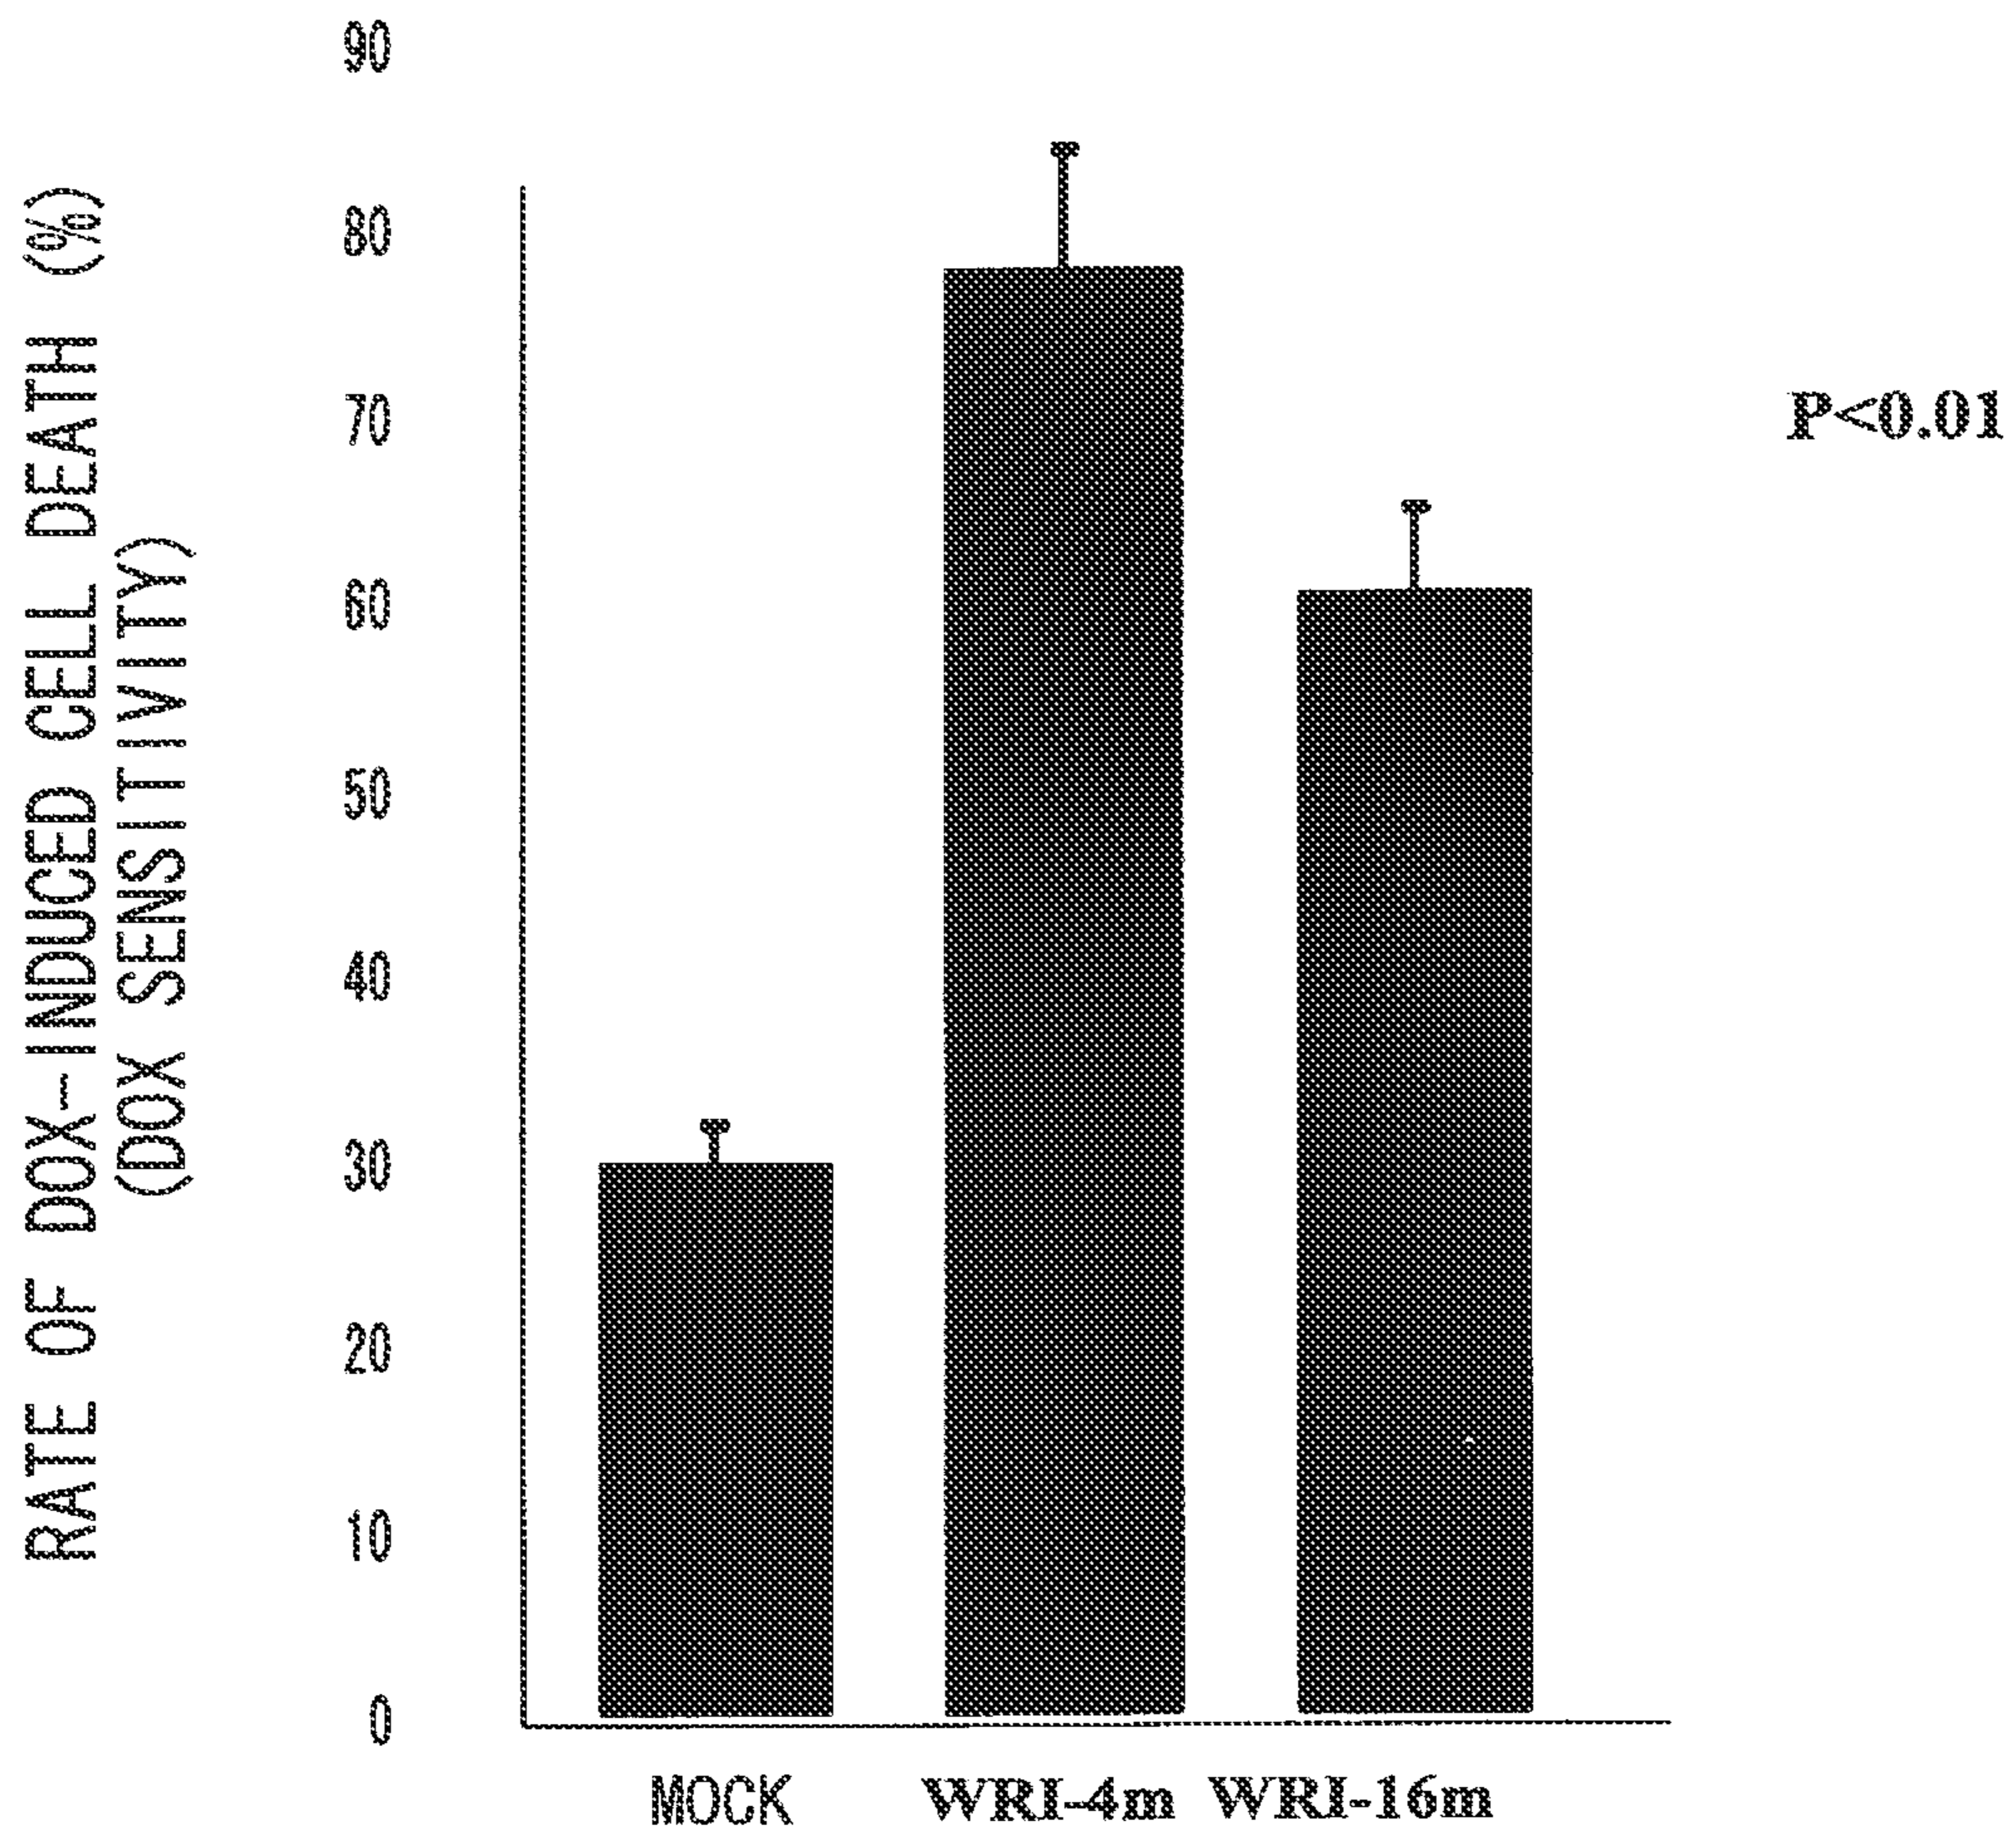 RATE OF DOX-INDUCED CELL DEATH (%)
(DOX SENSITIVITY)
90
80
70
60
50
40
30
20
10
0
P<0.01
MOCK WRI-4m WRI-16m